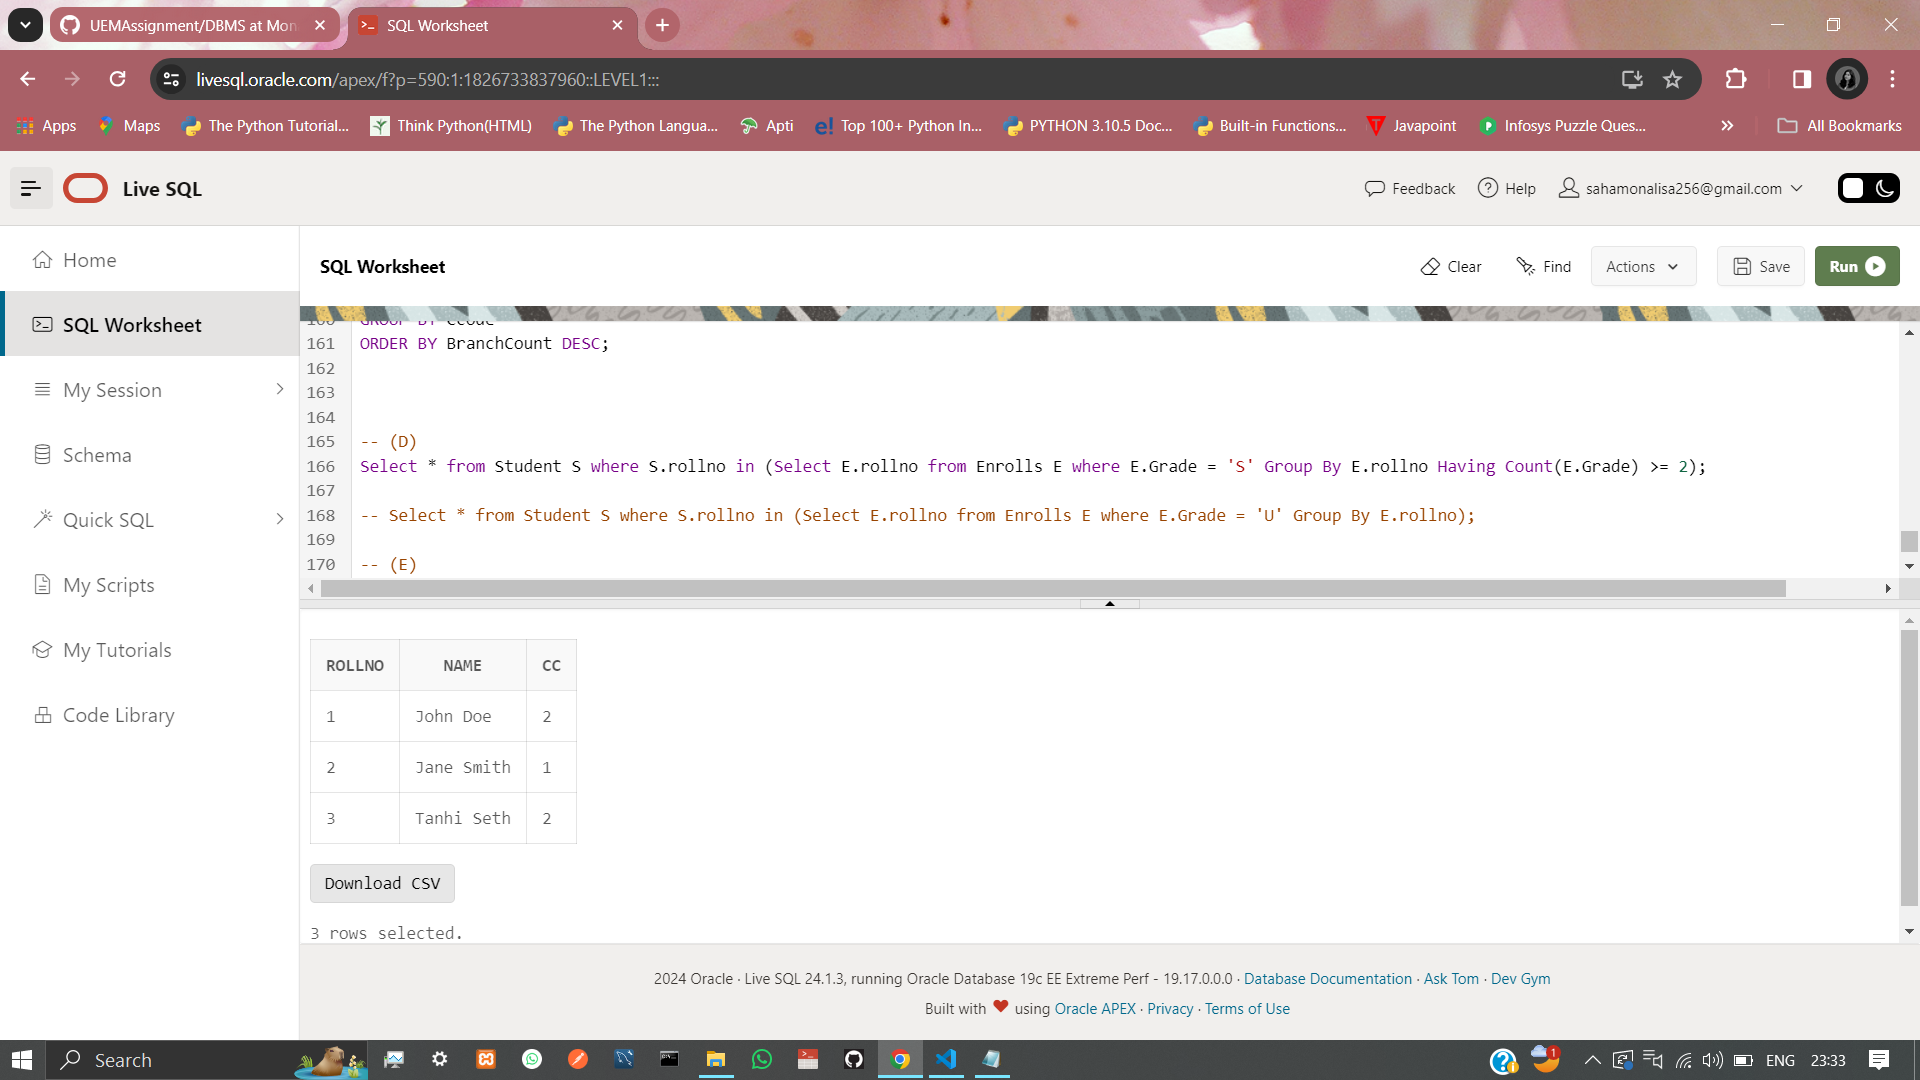 UEMAssignment/DBMS at Mon
SQL Worksheet
livesql.oracle.com/apex/f?p=590:1:1826733837960::LEVEL1:::
Apps Maps The Python Tutorial... Think Python(HTML) The Python Langua... Apti Top 100+ Python In... PYTHON 3.10.5 Doc... Built-in Functions... Javapoint Infosys Puzzle Ques... » All Bookmarks
Live SQL
Feedback Help sahamonalisa256@gmail.com
Home
SQL Worksheet
My Session
Schema
Quick SQL
My Scripts
My Tutorials
Code Library
SQL Worksheet
Clear Find Actions Save Run
160 GROUP BY Ccode
161 ORDER BY BranchCount DESC;
162
163
164
165 -- (D)
166 Select * from Student S where S.rollno in (Select E.rollno from Enrolls E where E.Grade = 'S' Group By E.rollno Having Count(E.Grade) >= 2);
167
168 -- Select * from Student S where S.rollno in (Select E.rollno from Enrolls E where E.Grade = 'U' Group By E.rollno);
169
170 -- (E)
ROLLNO NAME CC
1 John Doe 2
2 Jane Smith 1
3 Tanhi Seth 2
Download CSV
3 rows selected.
2024 Oracle · Live SQL 24.1.3, running Oracle Database 19c EE Extreme Perf - 19.17.0.0.0 · Database Documentation · Ask Tom · Dev Gym
Built with ❤ using Oracle APEX · Privacy · Terms of Use
Search
1
ENG 23:33